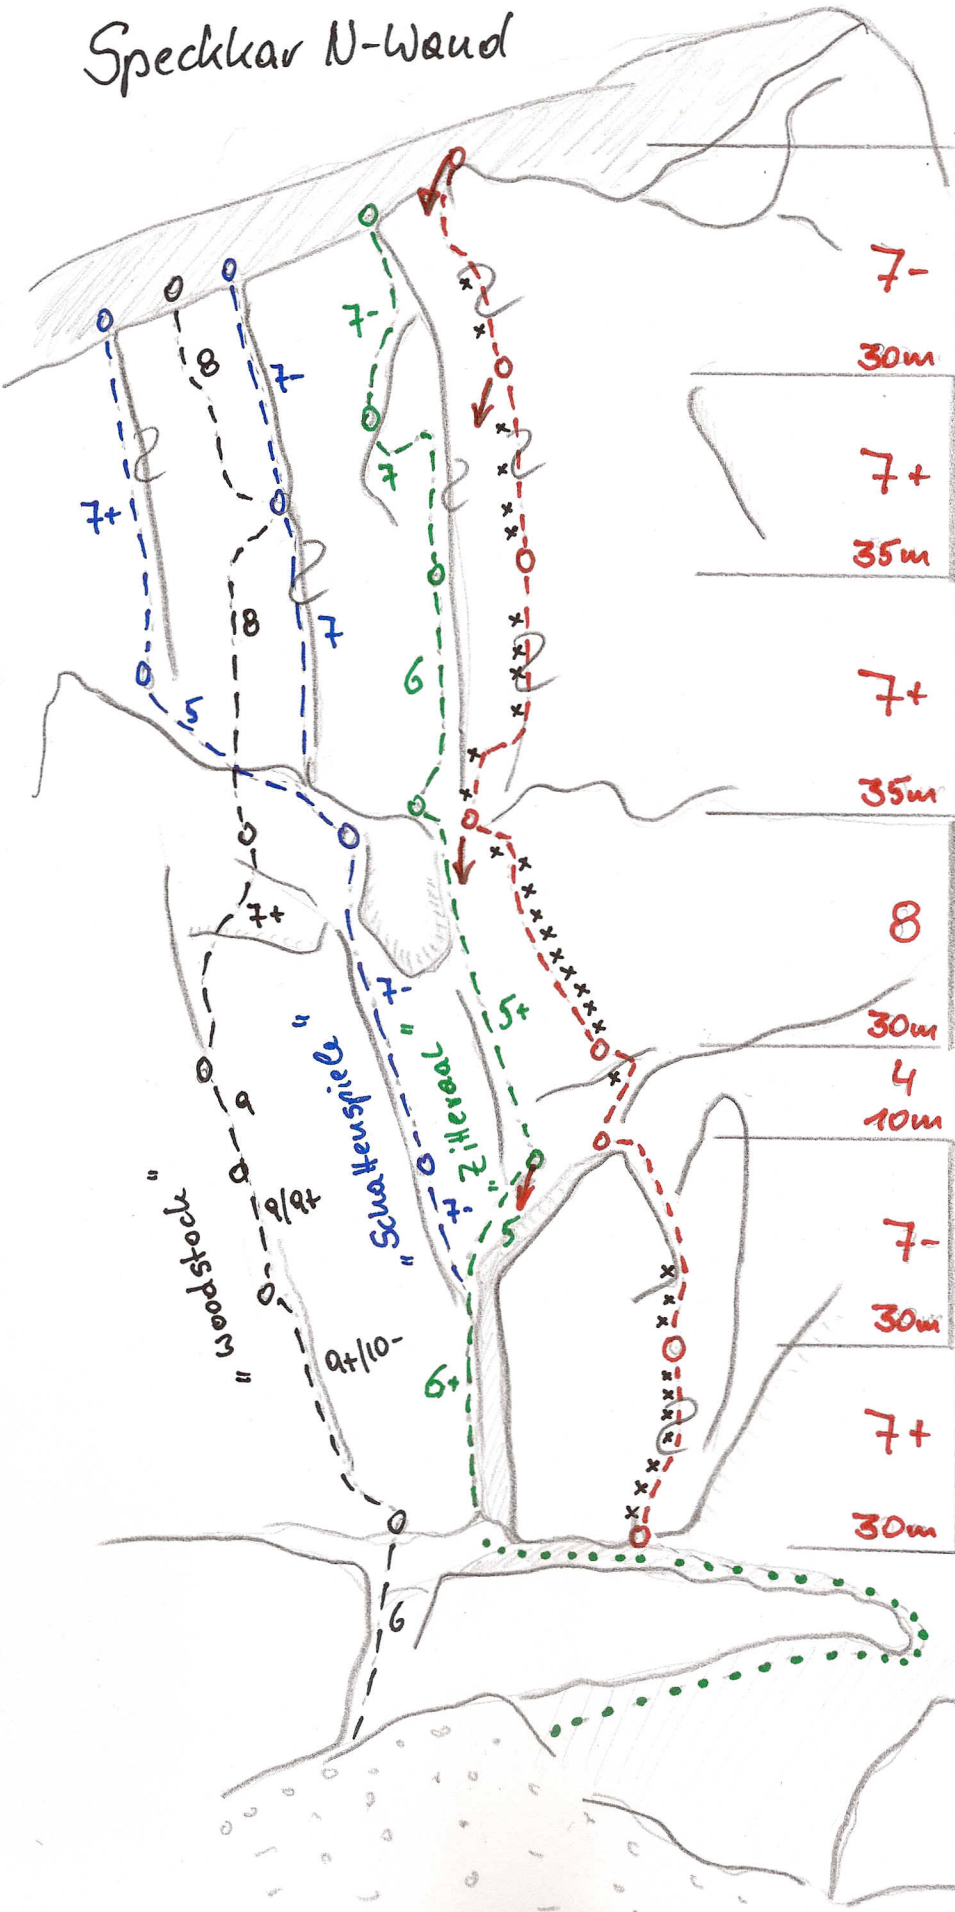 Speckkar N-Wand
7-
30m
7+
35m
7+
35m
8
30m
4
10m
7-
30m
7+
30m
7-
7
6
5+
5
6+
"Zitteraal"
7-
7
7+
5
7-
7-
"Schattenspiele"
8
8
7+
9
9/9+
9+/10-
6
"Woodstock"